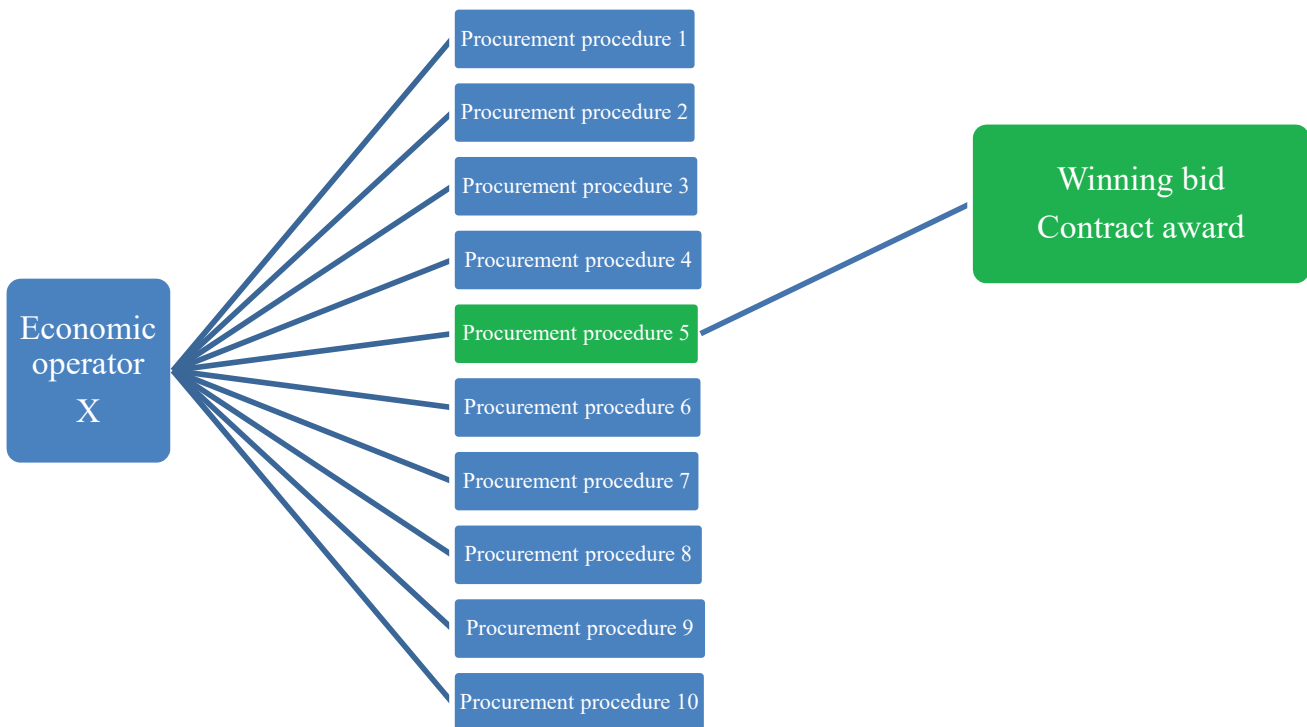 Procurement procedure 1
Procurement procedure 2
Procurement procedure 3
Procurement procedure 4
Procurement procedure 5
Procurement procedure 6
Procurement procedure 7
Procurement procedure 8
Procurement procedure 9
Procurement procedure 10
Economic
operator
X
Winning bid
Contract award